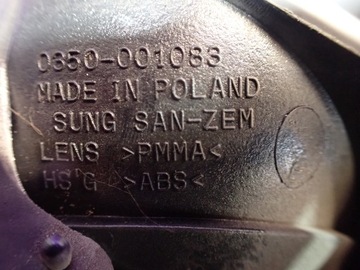 0350-001083
MADE IN POLAND
SUNG SAN-ZEM
LENS >PMMA<
HS'G >ABS<